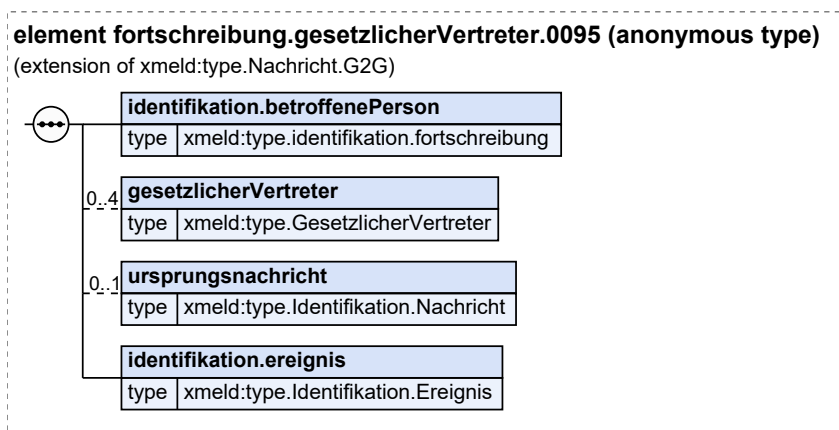 element fortschreibung.gesetzlicherVertreter.0095 (anonymous type)
(extension of xmeld:type.Nachricht.G2G)
identifikation.betroffenePerson
type xmeld:type.identifikation.fortschreibung
0..4 gesetzlicherVertreter
type xmeld:type.GesetzlicherVertreter
0..1 ursprungsnachricht
type xmeld:type.Identifikation.Nachricht
identifikation.ereignis
type xmeld:type.Identifikation.Ereignis